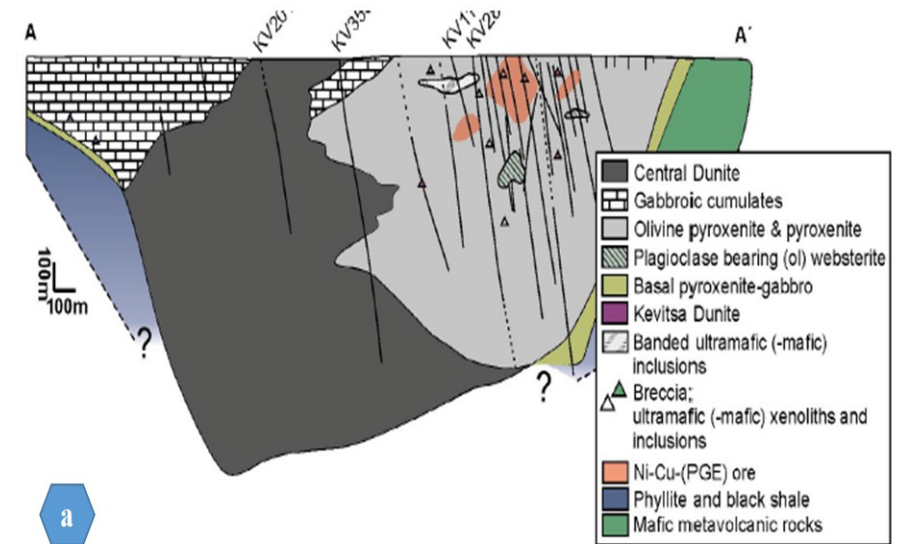 A
A´
KV28
100m
100m
?
?
Central Dunite
Gabbroic cumulates
Olivine pyroxenite & pyroxenite
Plagioclase bearing (ol) websterite
Basal pyroxenite-gabbro
Kevitsa Dunite
Banded ultramafic (-mafic)
inclusions
Breccia;
ultramafic (-mafic) xenoliths and
inclusions
Ni-Cu-(PGE) ore
Phyllite and black shale
Mafic metavolcanic rocks
a